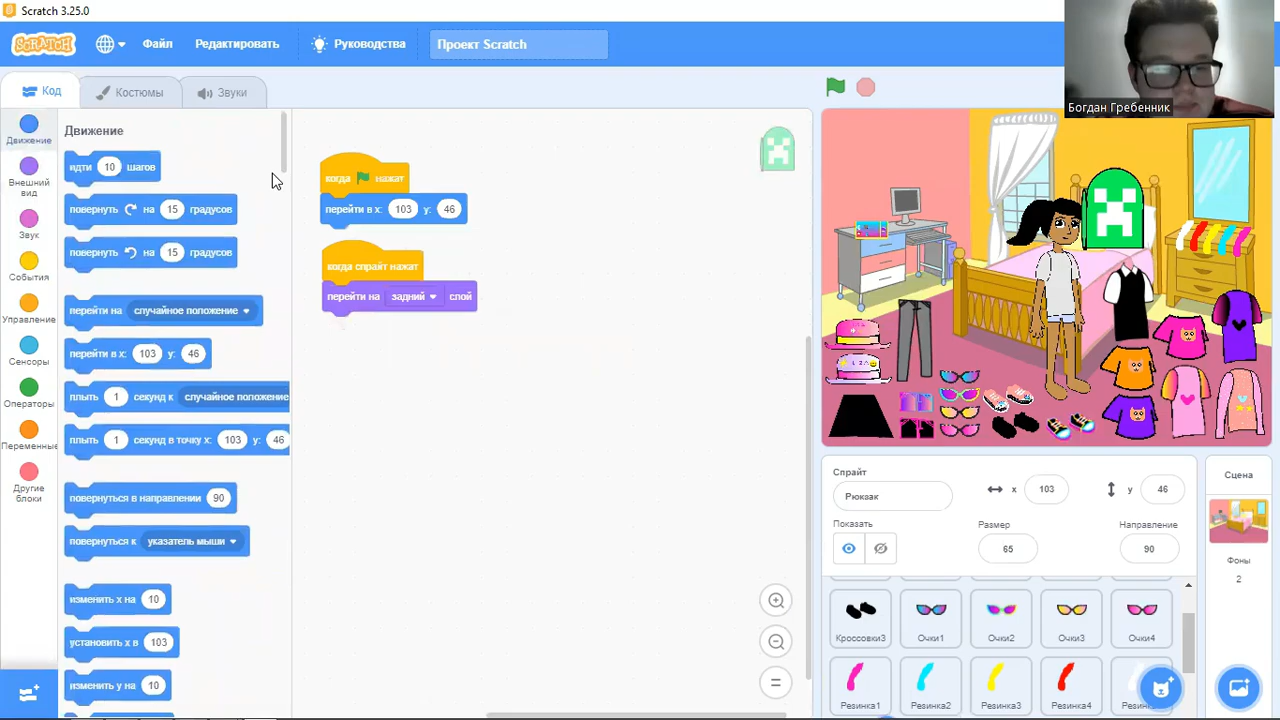 Scratch 3.25.0
SCRATCH
Файл
Редактировать
Руководства
Проект Scratch
Богдан Гребенник
Код
Костюмы
Звуки
Движение
Внешний
вид
Звук
События
Управление
Сенсоры
Операторы
Переменные
Другие
блоки
Движение
идти 10 шагов
повернуть на 15 градусов
повернуть на 15 градусов
перейти на случайное положение
перейти в x: 103 y: 46
плыть 1 секунд к случайное положение
плыть 1 секунд в точку x: 103 y: 46
повернуться в направлении 90
повернуться к указатель мыши
изменить x на 10
установить x в 103
изменить y на 10
когда нажат
перейти в x: 103 y: 46
когда спрайт нажат
перейти на задний слой
Спрайт
Рюкзак
x 103
y 46
Показать
Размер
65
Направление
90
Кроссовки3
Очки1
Очки2
Очки3
Очки4
Резинка1
Резинка2
Резинка3
Резинка4
Сцена
Фоны
2